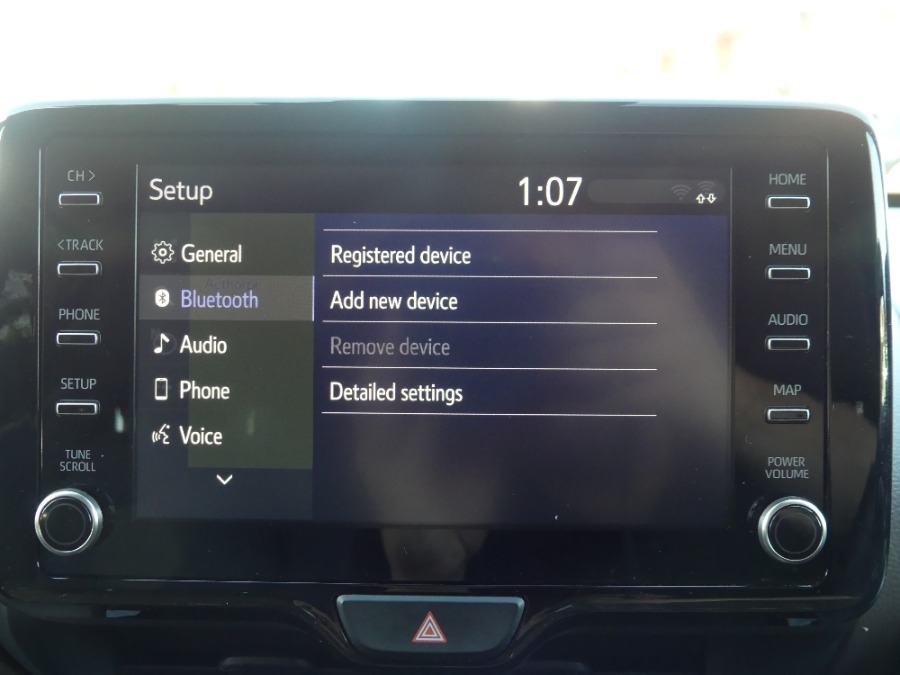 CH >
<TRACK
PHONE
SETUP
TUNE
SCROLL
Setup
1:07
General
Bluetooth
Audio
Phone
Voice
Registered device
Add new device
Remove device
Detailed settings
HOME
MENU
AUDIO
MAP
POWER
VOLUME